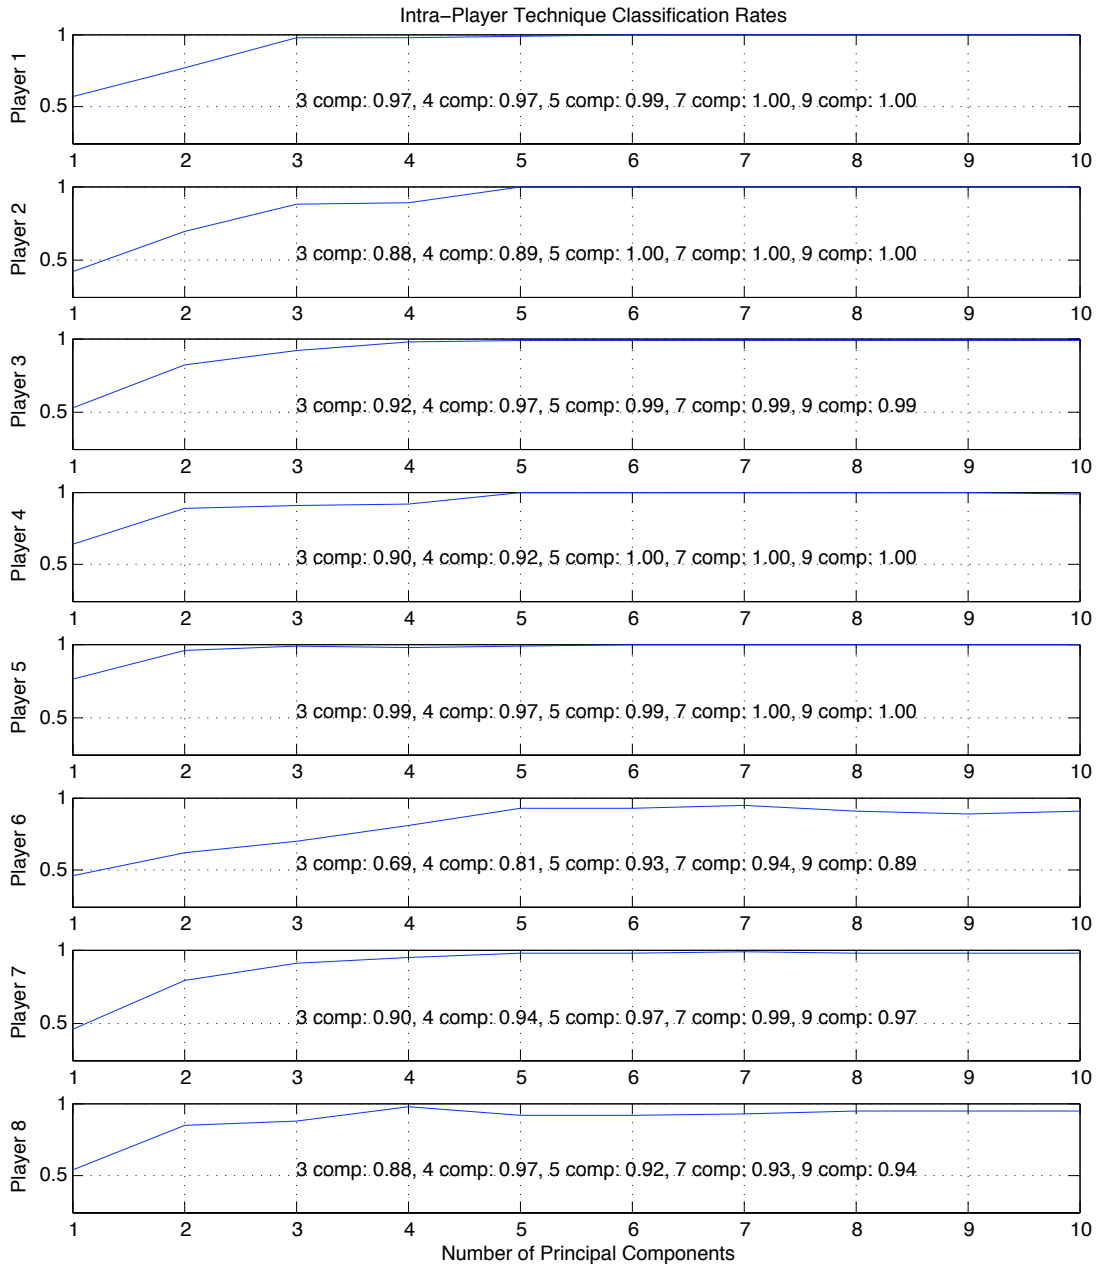 Intra−Player Technique Classification Rates
Player 1
1
0.5
3 comp: 0.97, 4 comp: 0.97, 5 comp: 0.99, 7 comp: 1.00, 9 comp: 1.00
1 2 3 4 5 6 7 8 9 10
Player 2
1
0.5
3 comp: 0.88, 4 comp: 0.89, 5 comp: 1.00, 7 comp: 1.00, 9 comp: 1.00
1 2 3 4 5 6 7 8 9 10
Player 3
1
0.5
3 comp: 0.92, 4 comp: 0.97, 5 comp: 0.99, 7 comp: 0.99, 9 comp: 0.99
1 2 3 4 5 6 7 8 9 10
Player 4
1
0.5
3 comp: 0.90, 4 comp: 0.92, 5 comp: 1.00, 7 comp: 1.00, 9 comp: 1.00
1 2 3 4 5 6 7 8 9 10
Player 5
1
0.5
3 comp: 0.99, 4 comp: 0.97, 5 comp: 0.99, 7 comp: 1.00, 9 comp: 1.00
1 2 3 4 5 6 7 8 9 10
Player 6
1
0.5
3 comp: 0.69, 4 comp: 0.81, 5 comp: 0.93, 7 comp: 0.94, 9 comp: 0.89
1 2 3 4 5 6 7 8 9 10
Player 7
1
0.5
3 comp: 0.90, 4 comp: 0.94, 5 comp: 0.97, 7 comp: 0.99, 9 comp: 0.97
1 2 3 4 5 6 7 8 9 10
Player 8
1
0.5
3 comp: 0.88, 4 comp: 0.97, 5 comp: 0.92, 7 comp: 0.93, 9 comp: 0.94
1 2 3 4 5 6 7 8 9 10
Number of Principal Components